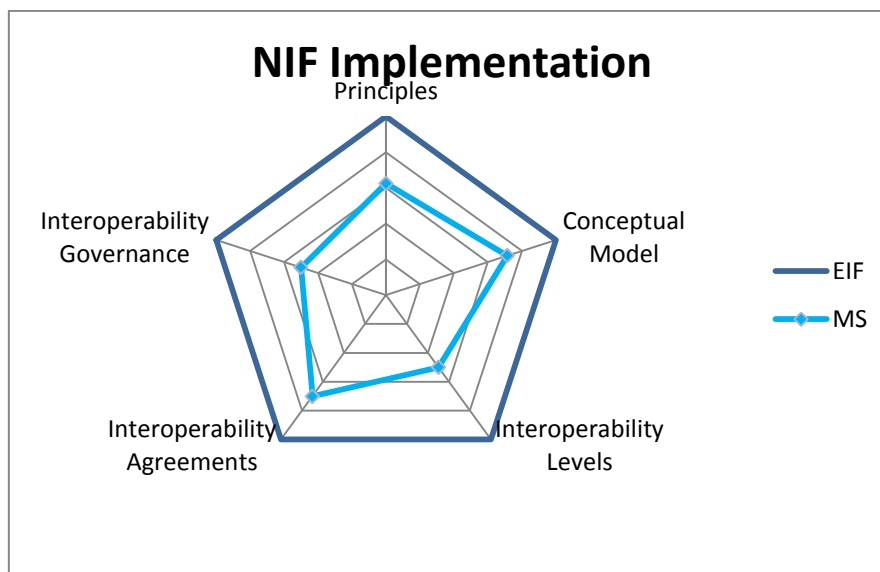 NIF Implementation
Principles
Interoperability
Governance
Conceptual
Model
EIF
MS
Interoperability
Agreements
Interoperability
Levels